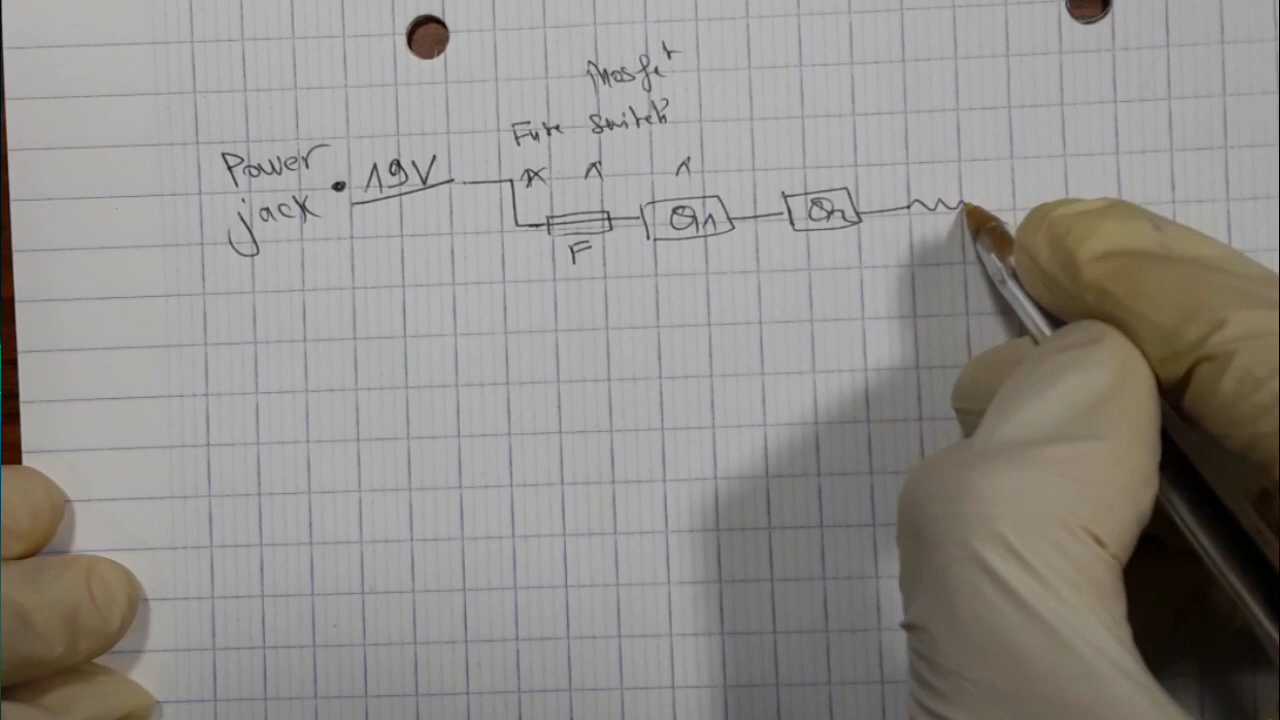 Mosfet
Fuse Switch
Power
jack • 19V
Q1
Q2
F